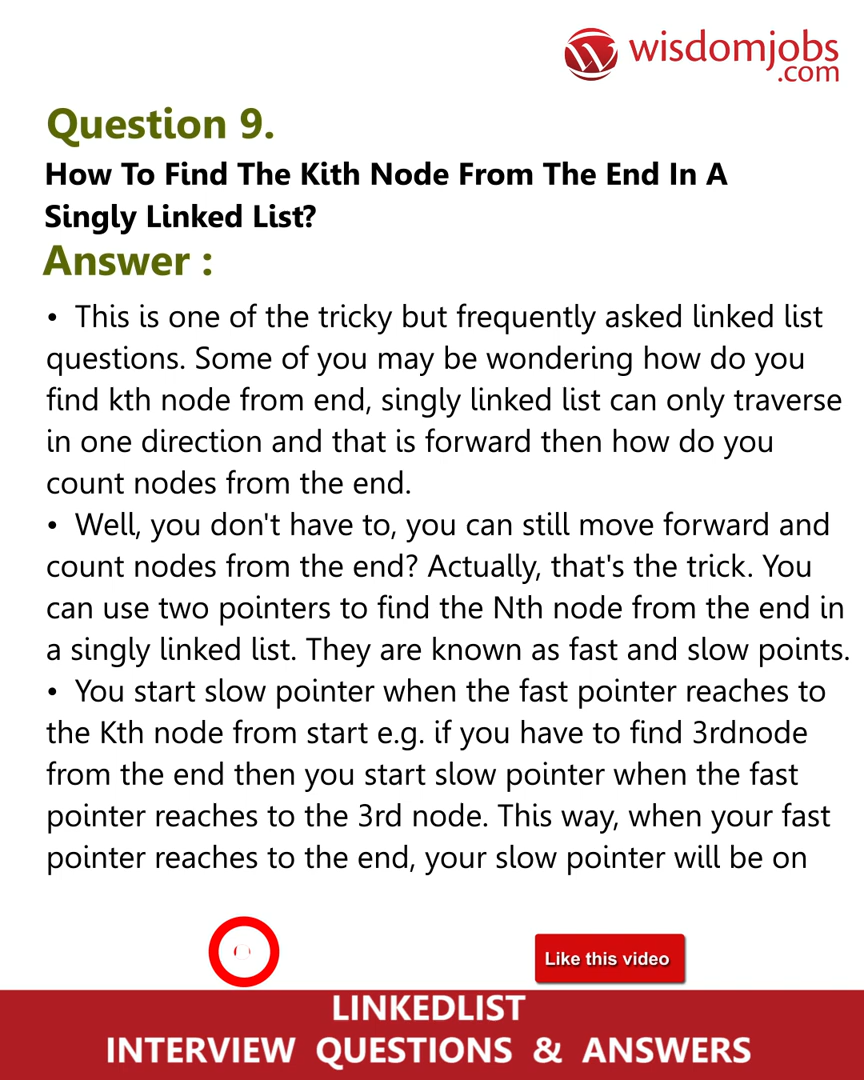 wisdomjobs
.com
Question 9.
How To Find The Kith Node From The End In A
Singly Linked List?
Answer :
• This is one of the tricky but frequently asked linked list
questions. Some of you may be wondering how do you
find kth node from end, singly linked list can only traverse
in one direction and that is forward then how do you
count nodes from the end.
• Well, you don't have to, you can still move forward and
count nodes from the end? Actually, that's the trick. You
can use two pointers to find the Nth node from the end in
a singly linked list. They are known as fast and slow points.
• You start slow pointer when the fast pointer reaches to
the Kth node from start e.g. if you have to find 3rdnode
from the end then you start slow pointer when the fast
pointer reaches to the 3rd node. This way, when your fast
pointer reaches to the end, your slow pointer will be on
Like this video
LINKEDLIST
INTERVIEW QUESTIONS & ANSWERS